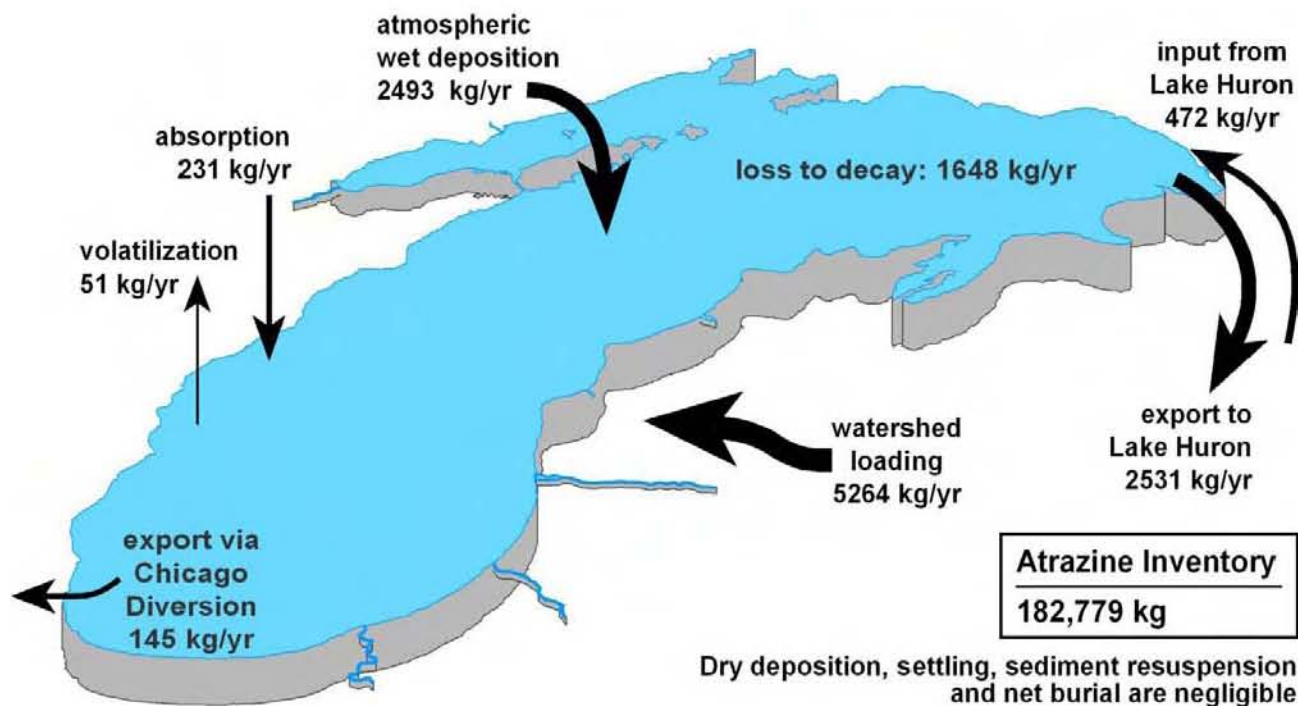 atmospheric
wet deposition
2493 kg/yr
input from
Lake Huron
472 kg/yr
absorption
231 kg/yr
loss to decay: 1648 kg/yr
volatilization
51 kg/yr
watershed
loading
5264 kg/yr
export to
Lake Huron
2531 kg/yr
export via
Chicago
Diversion
145 kg/yr
Atrazine Inventory
182,779 kg
Dry deposition, settling, sediment resuspension
and net burial are negligible